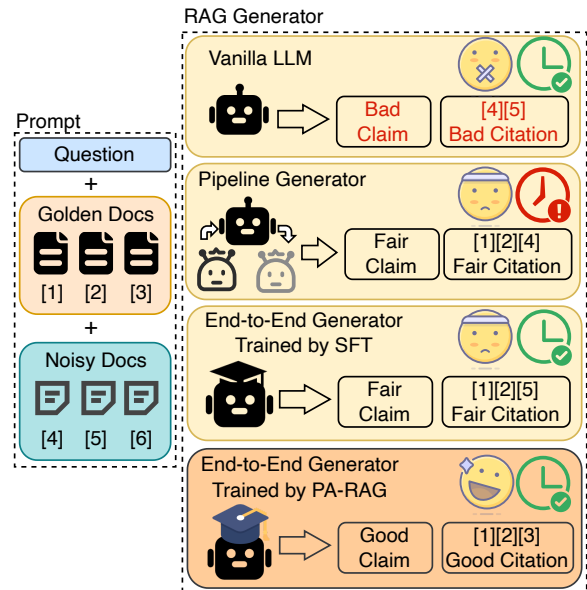 RAG Generator
Prompt
Question
+
Golden Docs
[1] [2] [3]
+
Noisy Docs
[4] [5] [6]
Vanilla LLM
Bad
Claim
[4][5]
Bad Citation
Pipeline Generator
Fair
Claim
[1][2][4]
Fair Citation
End-to-End Generator
Trained by SFT
Fair
Claim
[1][2][5]
Fair Citation
End-to-End Generator
Trained by PA-RAG
Good
Claim
[1][2][3]
Good Citation